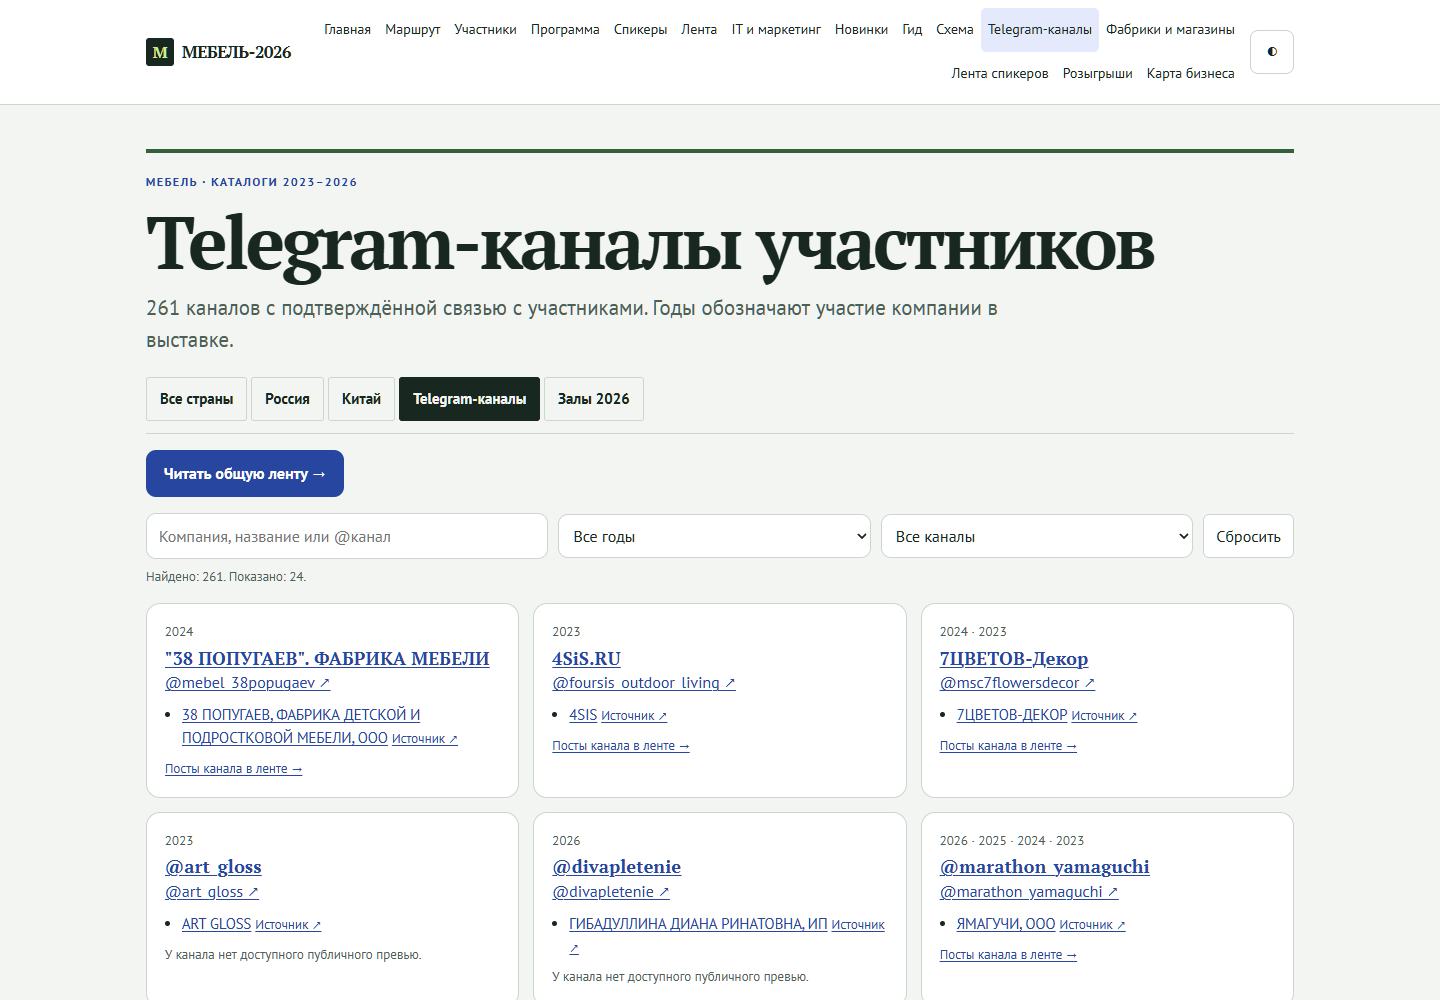 М МЕБЕЛЬ-2026
Главная Маршрут Участники Программа Спикеры Лента IT и маркетинг Новинки Гид Схема Telegram-каналы Фабрики и магазины
Лента спикеров Розыгрыши Карта бизнеса
МЕБЕЛЬ · КАТАЛОГИ 2023–2026
Telegram-каналы участников
261 каналов с подтверждённой связью с участниками. Годы обозначают участие компании в
выставке.
Все страны Россия Китай Telegram-каналы Залы 2026
Читать общую ленту →
Компания, название или @канал Все годы Все каналы Сбросить
Найдено: 261. Показано: 24.
2024
"38 ПОПУГАЕВ". ФАБРИКА МЕБЕЛИ
@mebel_38popugaev ↗
• 38 ПОПУГАЕВ, ФАБРИКА ДЕТСКОЙ И
ПОДРОСТКОВОЙ МЕБЕЛИ, ООО Источник ↗
Посты канала в ленте →
2023
4SiS.RU
@foursis_outdoor_living ↗
• 4SIS Источник ↗
Посты канала в ленте →
2024 · 2023
7ЦВЕТОВ-Декор
@msc7flowersdecor ↗
• 7ЦВЕТОВ-ДЕКОР Источник ↗
Посты канала в ленте →
2023
@art_gloss
@art_gloss ↗
• ART GLOSS Источник ↗
У канала нет доступного публичного превью.
2026
@divapletenie
@divapletenie ↗
• ГИБАДУЛЛИНА ДИАНА РИНАТОВНА, ИП Источник
↗
У канала нет доступного публичного превью.
2026 · 2025 · 2024 · 2023
@marathon_yamaguchi
@marathon_yamaguchi ↗
• ЯМАГУЧИ, ООО Источник ↗
Посты канала в ленте →